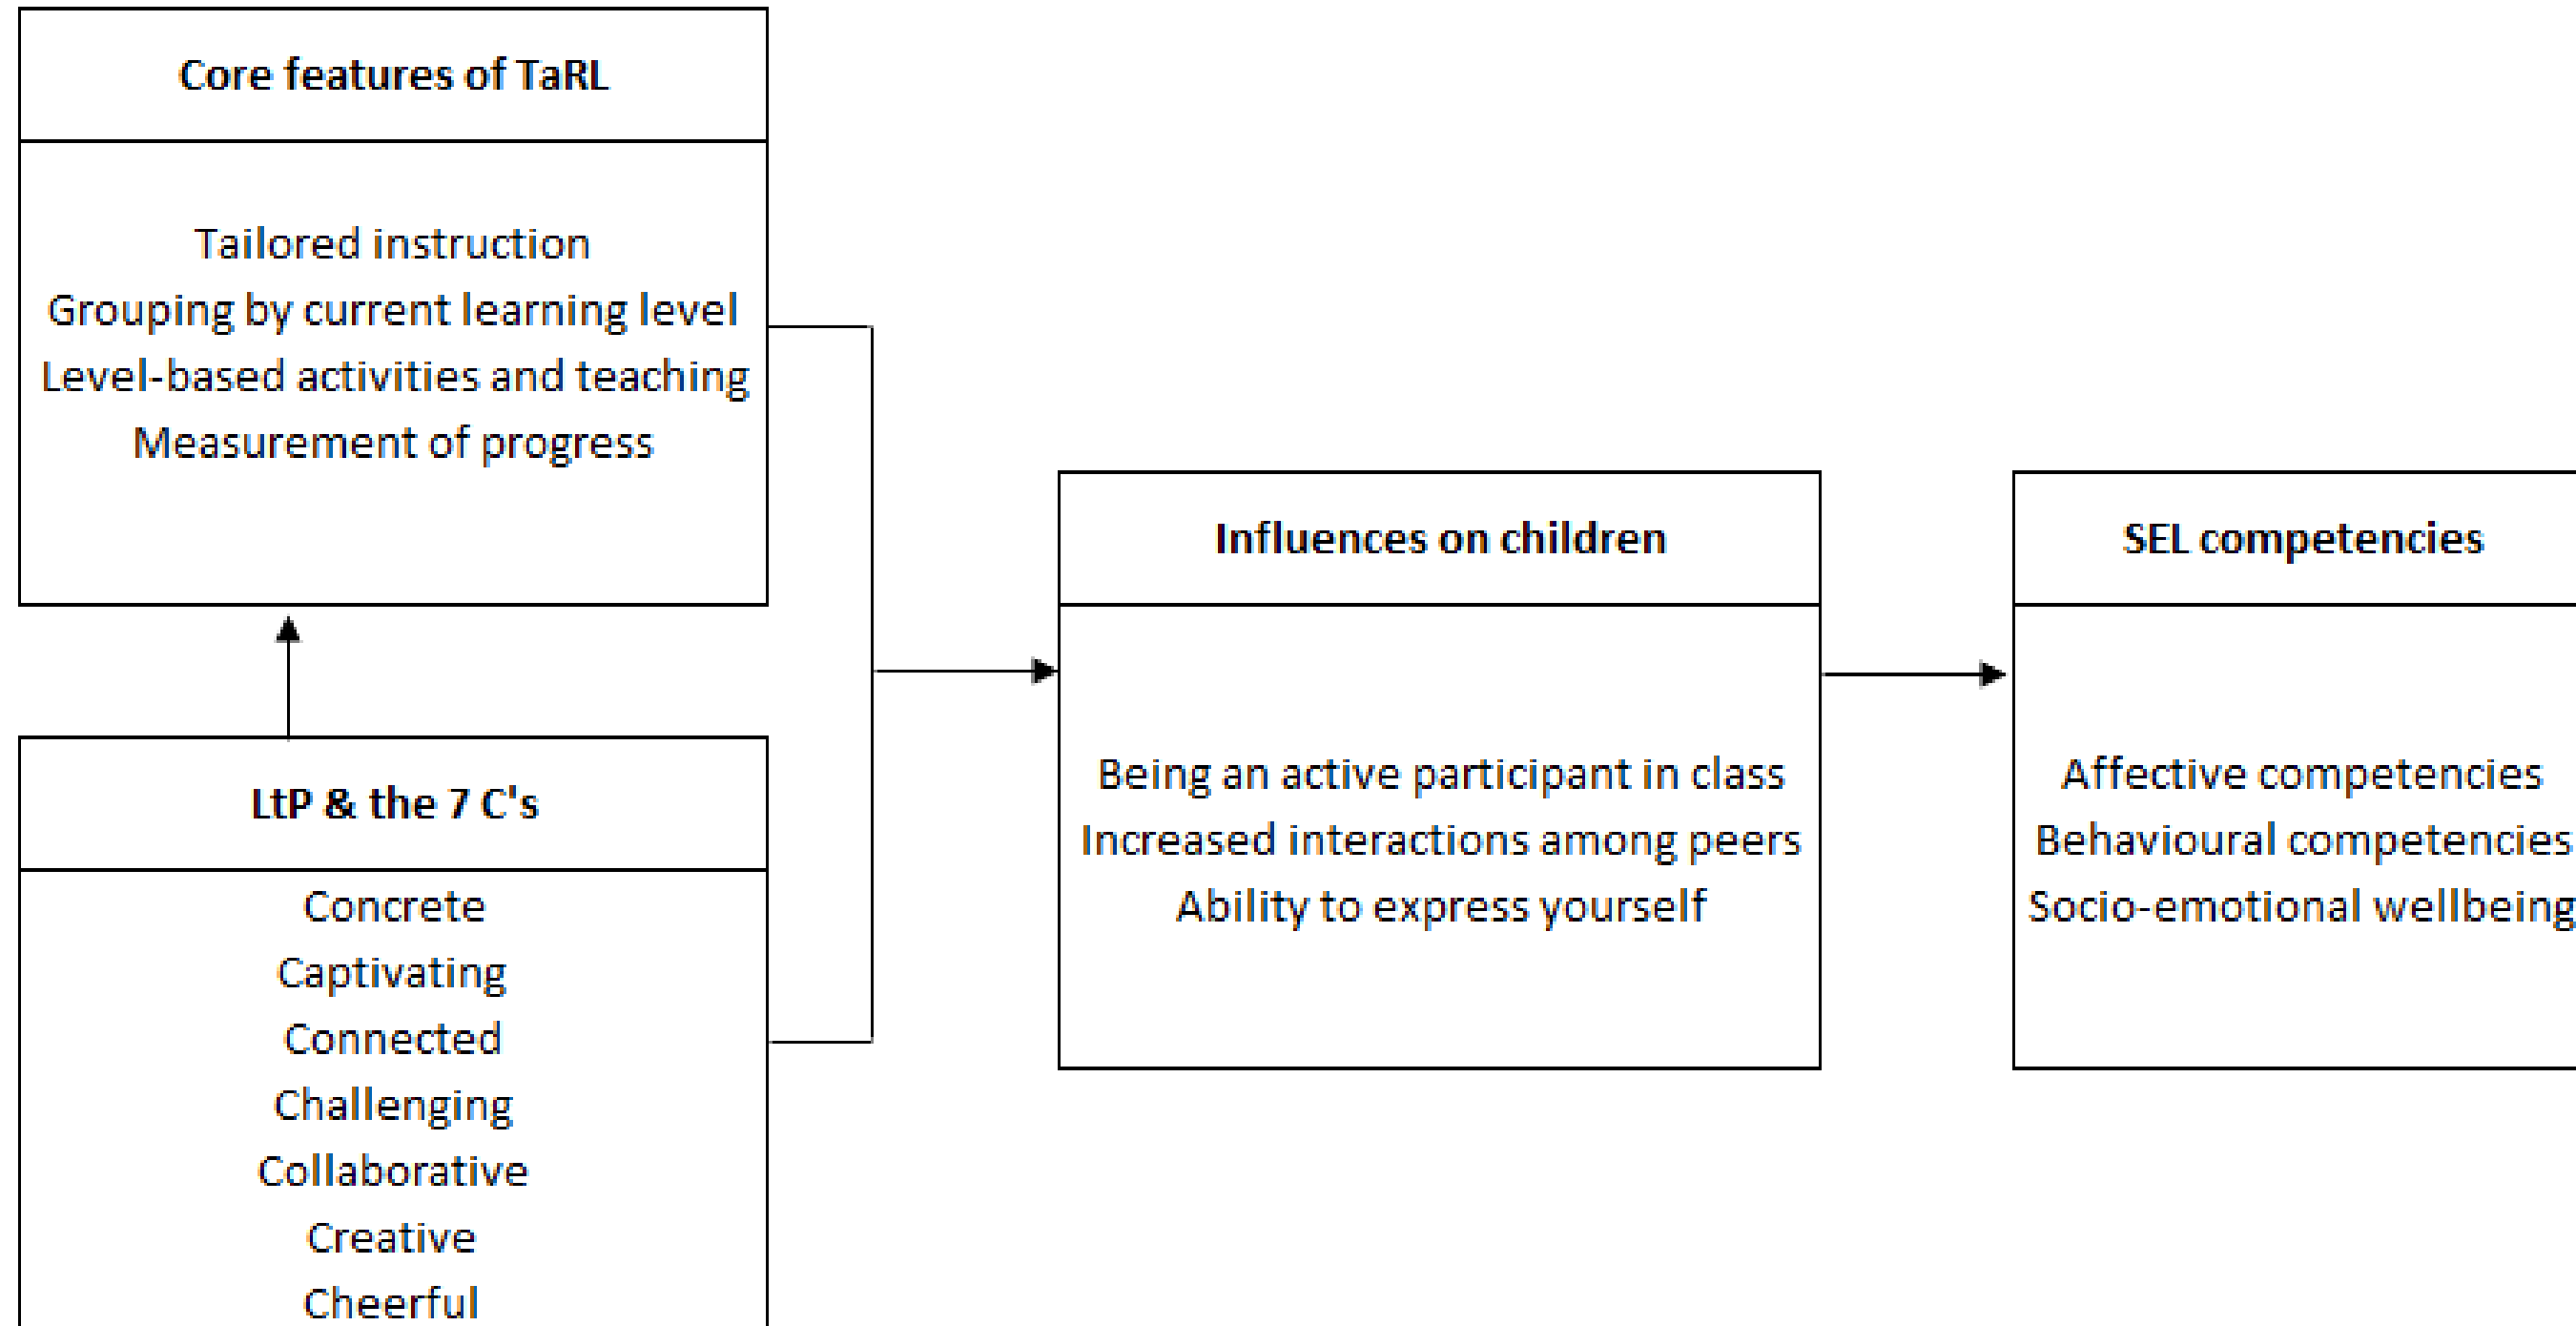 Core features of TaRL
Tailored instruction
Grouping by current learning level
Level-based activities and teaching
Measurement of progress
LtP & the 7 C's
Concrete
Captivating
Connected
Challenging
Collaborative
Creative
Cheerful
Influences on children
Being an active participant in class
Increased interactions among peers
Ability to express yourself
SEL competencies
Affective competencies
Behavioural competencies
Socio-emotional wellbeing